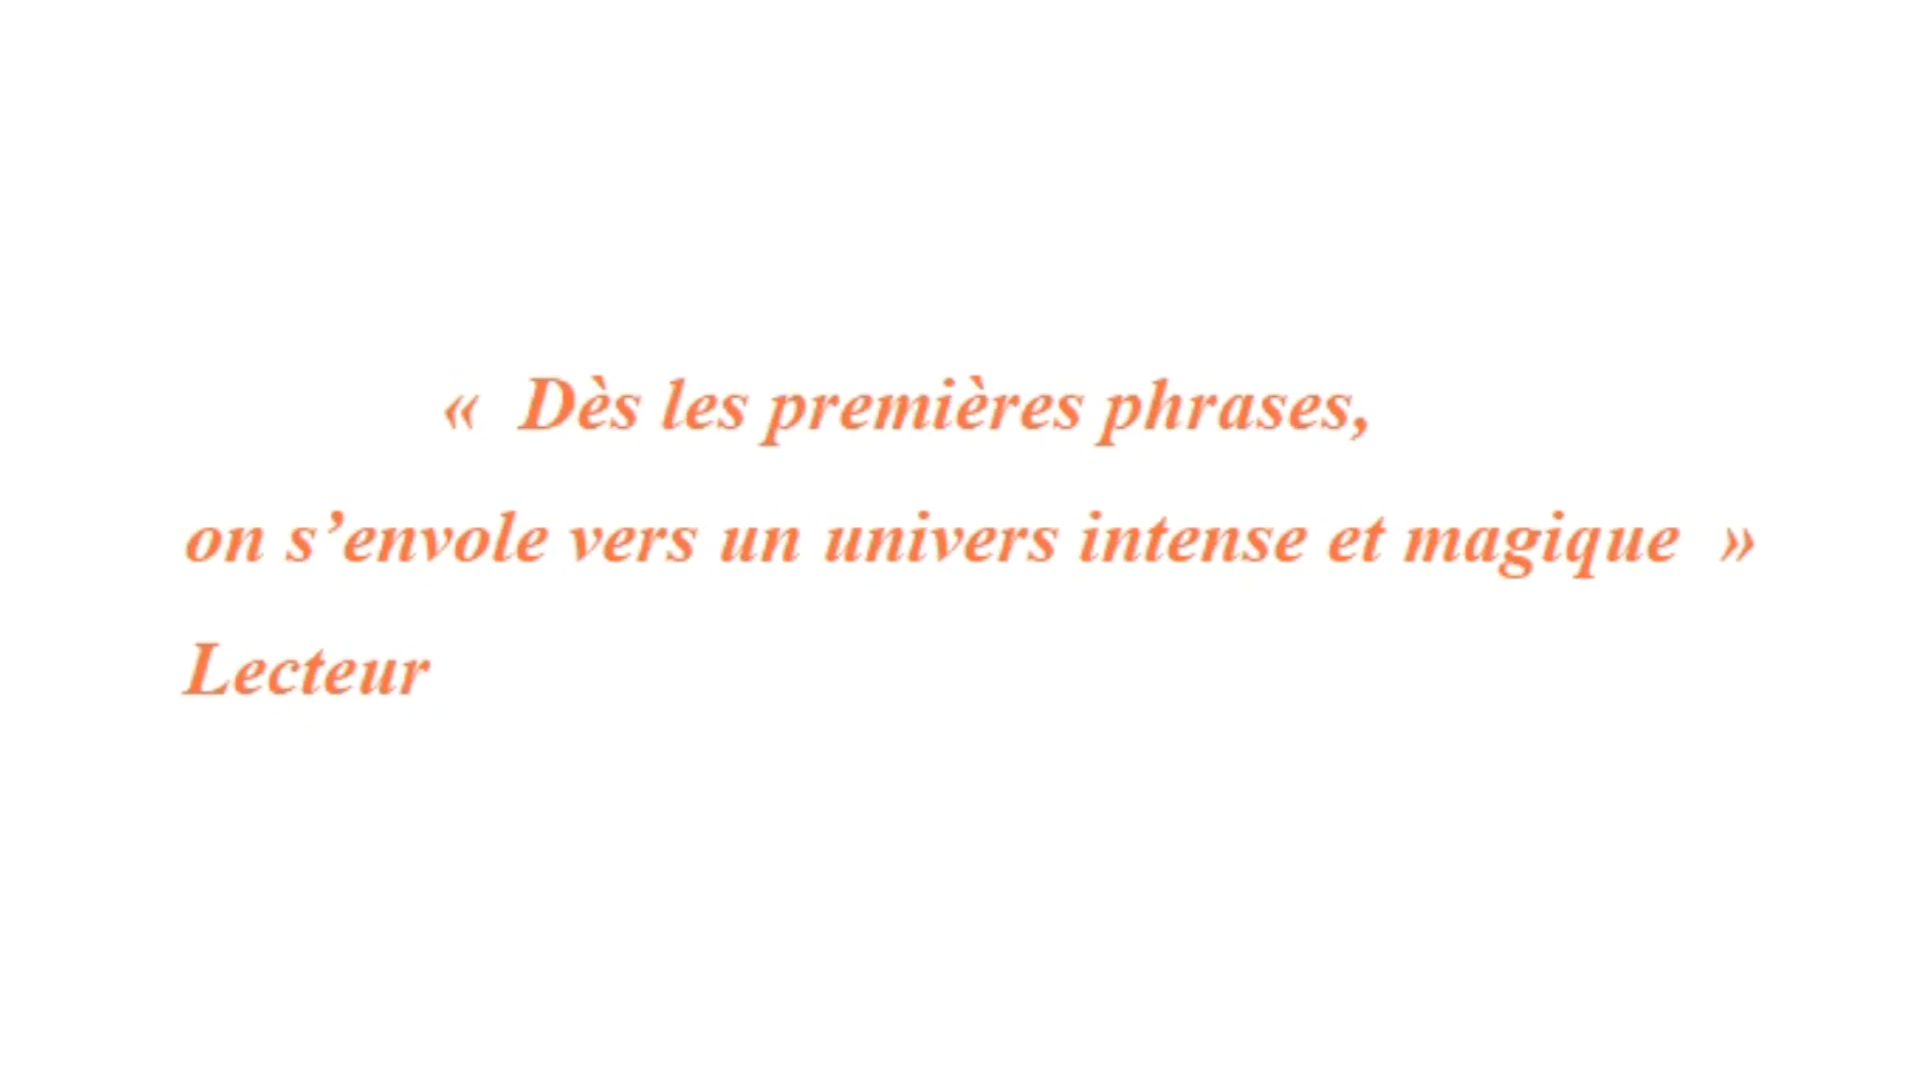 «  Dès les premières phrases,
on s’envole vers un univers intense et magique  »
Lecteur